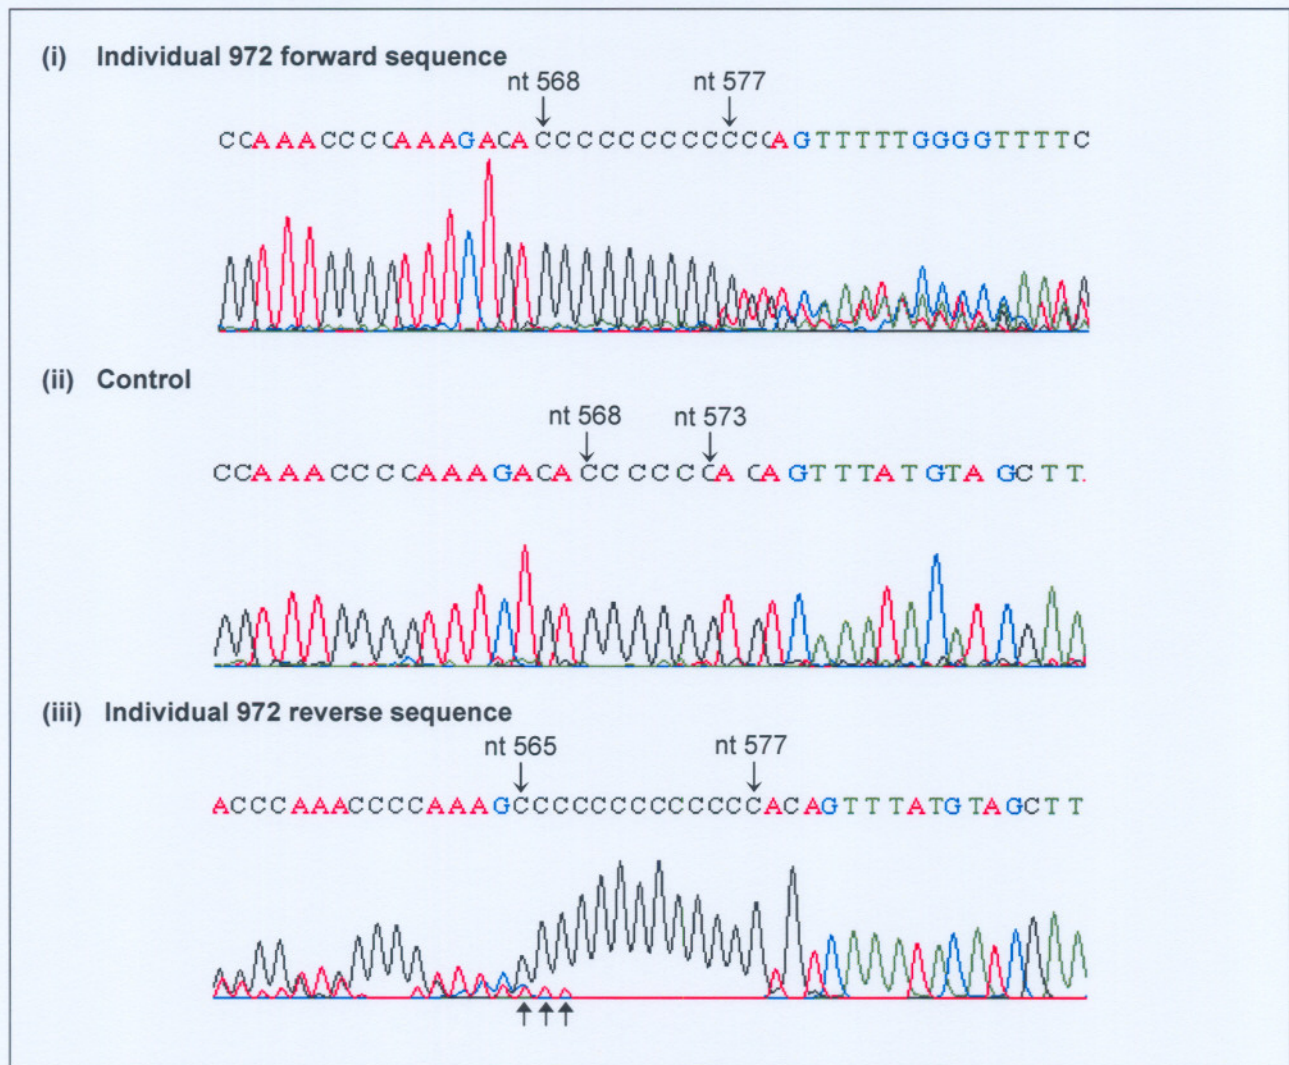 (i) Individual 972 forward sequence
nt 568 nt 577
CCAAACCCCAAAGACACCCCCCCCCCCCAGTTTTTGGGGTTTTC
(ii) Control
nt 568 nt 573
CCAAACCCCAAAGACACCCCCCACAGTTTATGTAGCTT
(iii) Individual 972 reverse sequence
nt 565 nt 577
ACCCAAACCCCAAAGCCCCCCCCCCCCCACAGTTTATGTAGCTT